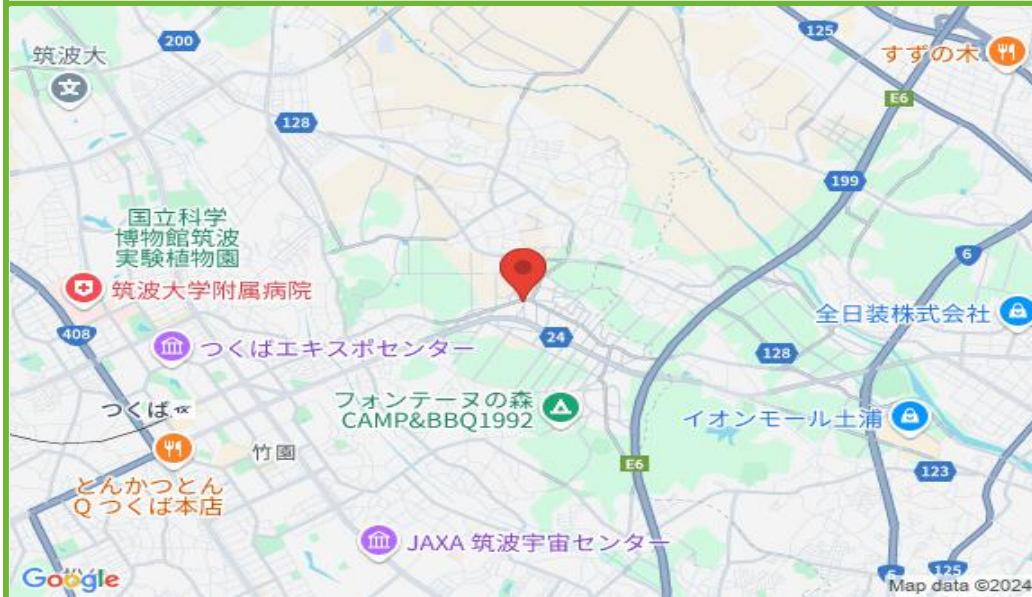 筑波大
200
125
すずの木
E6
128
199
国立科学
博物館筑波
実験植物園
6
筑波大学附属病院
全日装株式会社
408
24
つくばエキスポセンター
128
フォンテーヌの森
CAMP&BBQ1992
つくば
イオンモール土浦
竹園
E6
123
とんかつとん
Q つくば本店
JAXA 筑波宇宙センター
Google
6
125
Map data ©2024